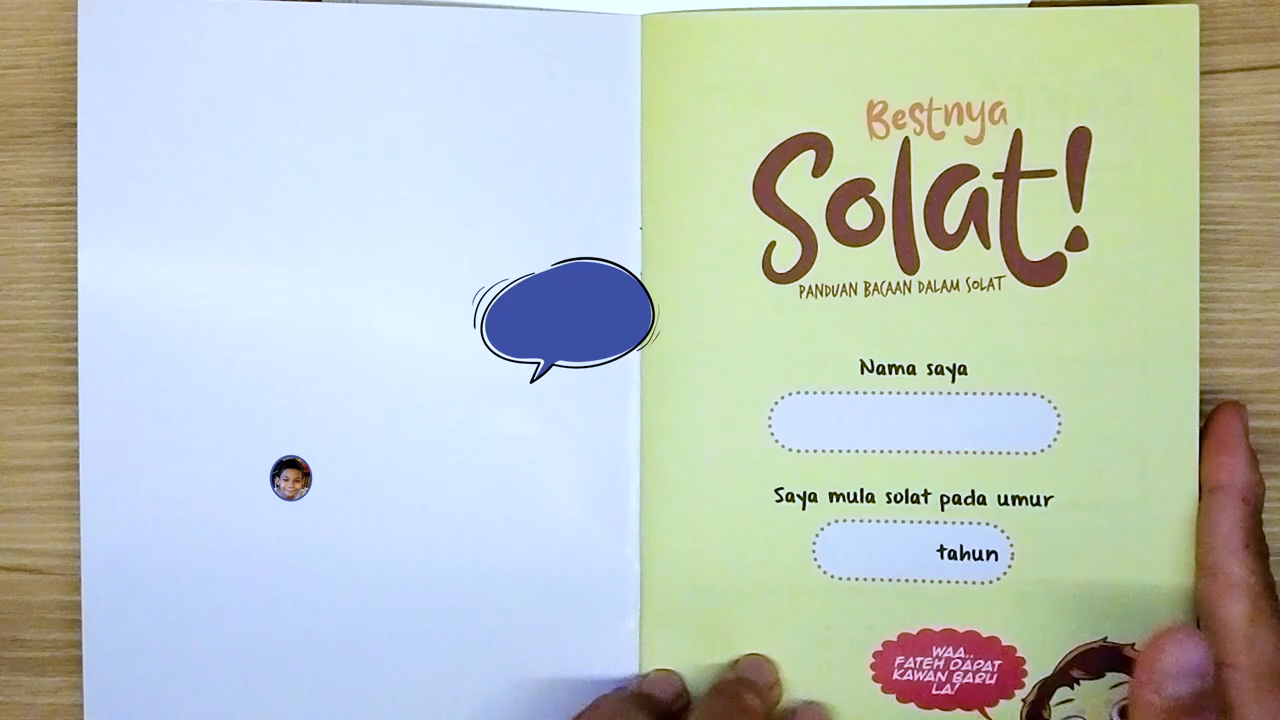 Bestnya
Solat!
PANDUAN BACAAN DALAM SOLAT
Nama saya
Saya mula solat pada umur
tahun
WAA..
FATEH DAPAT
KAWAN BARU
LA!